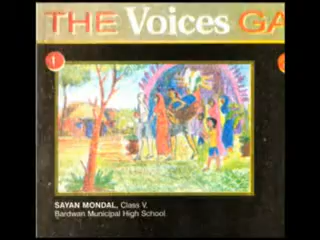 THE Voices GA
1
SAYAN MONDAL, Class V.
Bardwan Municipal High School